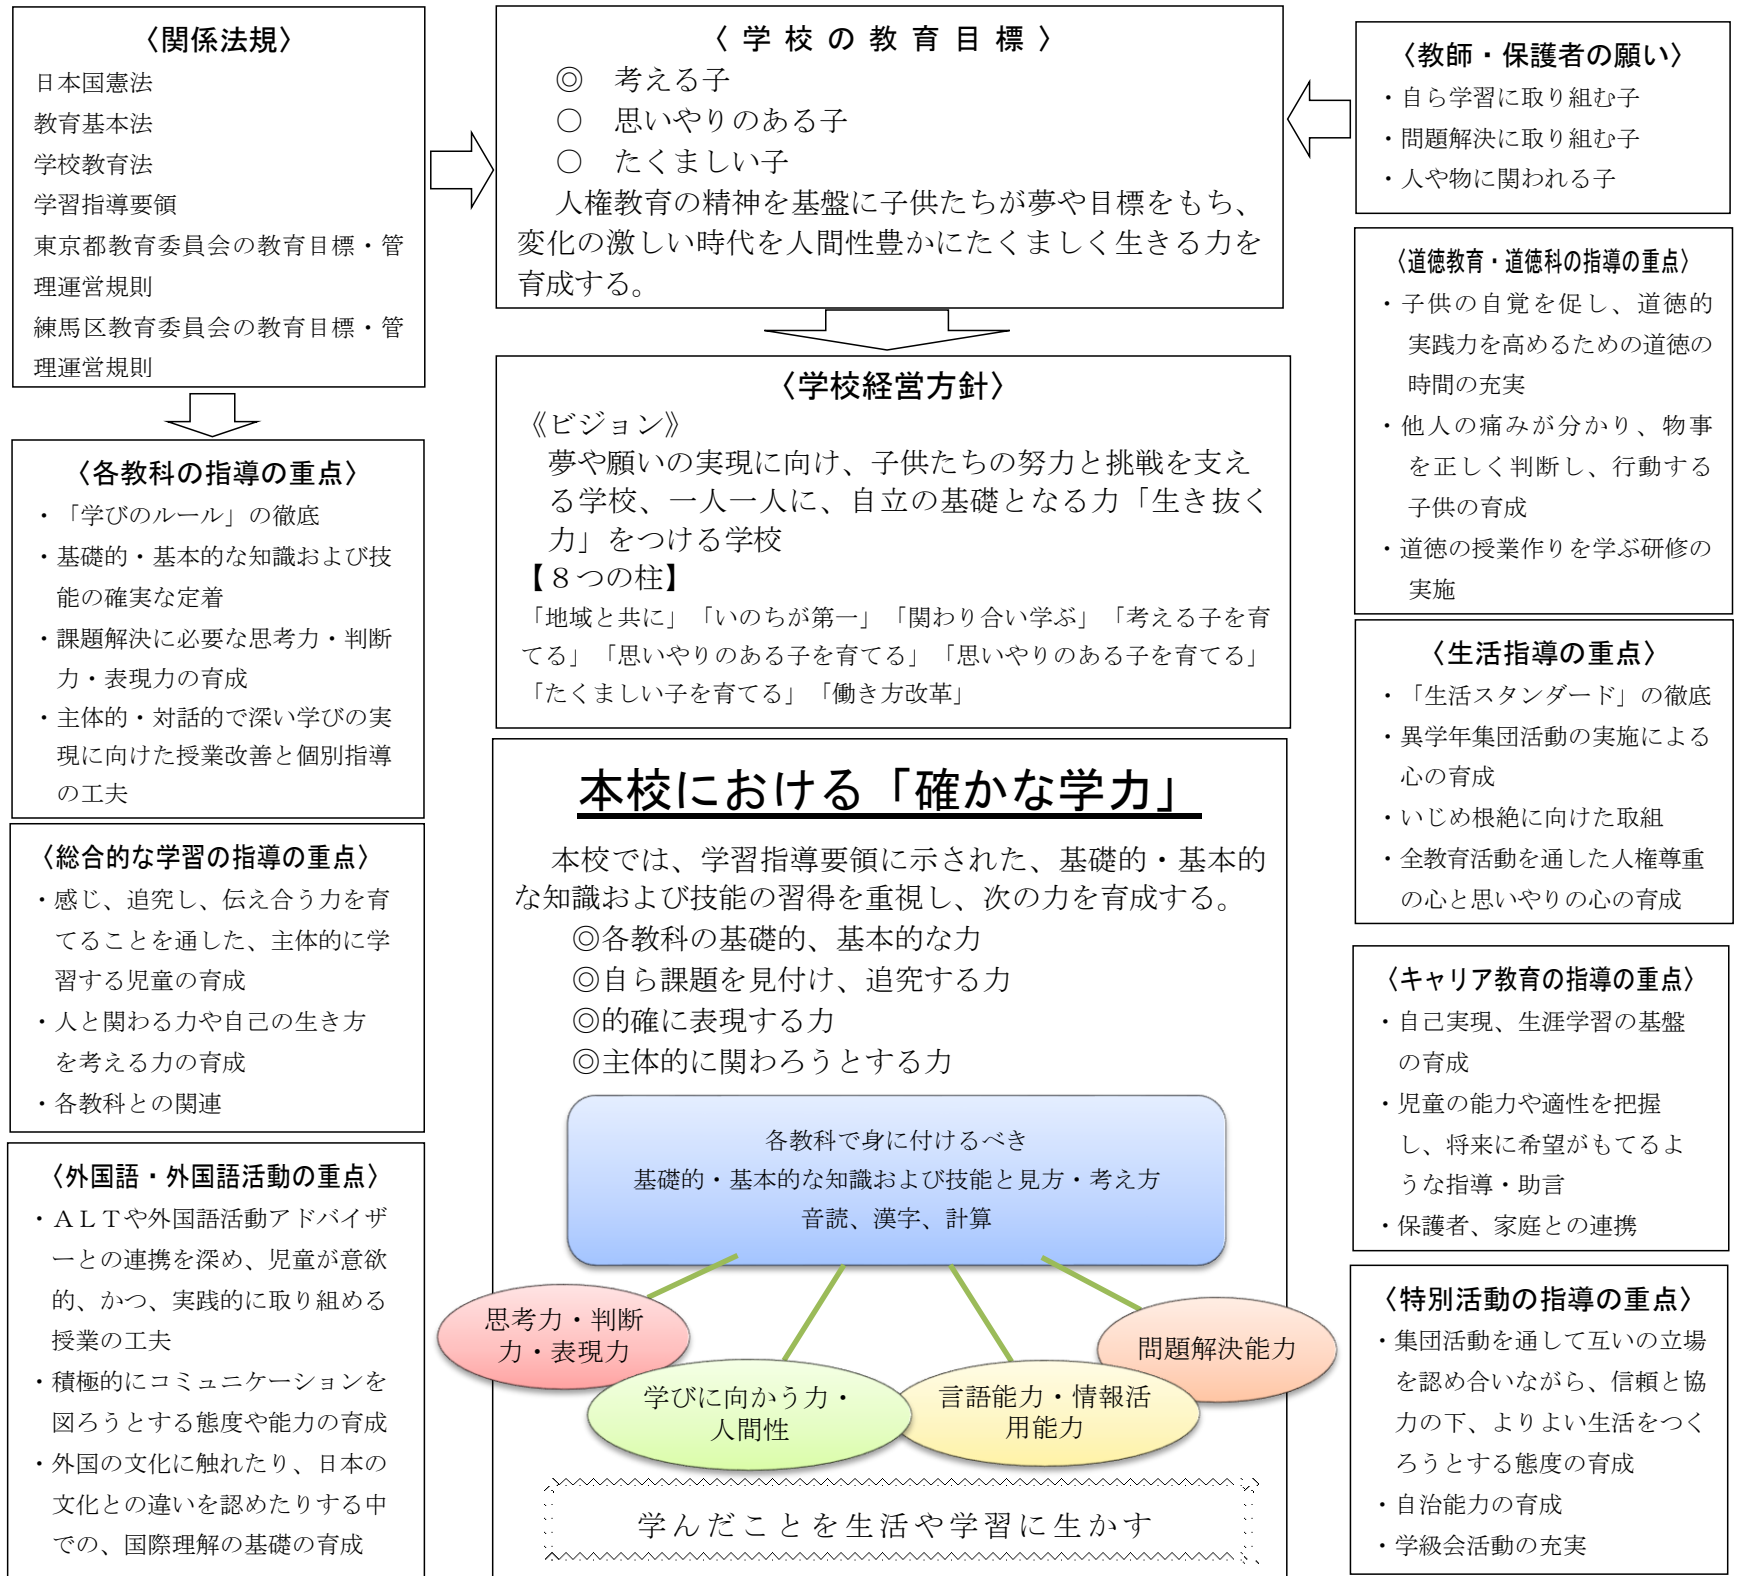 〈関係法規〉
日本国憲法
教育基本法
学校教育法
学習指導要領
東京都教育委員会の教育目標・管
理運営規則
練馬区教育委員会の教育目標・管
理運営規則
〈各教科の指導の重点〉
・「学びのルール」の徹底
・基礎的・基本的な知識および技
能の確実な定着
・課題解決に必要な思考力・判断
力・表現力の育成
・主体的・対話的で深い学びの実
現に向けた授業改善と個別指導
の工夫
〈総合的な学習の指導の重点〉
・感じ、追究し、伝え合う力を育
てることを通した、主体的に学
習する児童の育成
・人と関わる力や自己の生き方
を考える力の育成
・各教科との関連
〈外国語・外国語活動の重点〉
・ＡＬＴや外国語活動アドバイザ
ーとの連携を深め、児童が意欲
的、かつ、実践的に取り組める
授業の工夫
・積極的にコミュニケーションを
図ろうとする態度や能力の育成
・外国の文化に触れたり、日本の
文化との違いを認めたりする中
での、国際理解の基礎の育成
〈学校の教育目標〉
◎　考える子
○　思いやりのある子
○　たくましい子
人権教育の精神を基盤に子供たちが夢や目標をもち、
変化の激しい時代を人間性豊かにたくましく生きる力を
育成する。
〈学校経営方針〉
《ビジョン》
夢や願いの実現に向け、子供たちの努力と挑戦を支え
る学校、一人一人に、自立の基礎となる力「生き抜く
力」をつける学校
【８つの柱】
「地域と共に」「いのちが第一」「関わり合い学ぶ」「考える子を育
てる」「思いやりのある子を育てる」「思いやりのある子を育てる」
「たくましい子を育てる」「働き方改革」
本校における「確かな学力」
本校では、学習指導要領に示された、基礎的・基本的
な知識および技能の習得を重視し、次の力を育成する。
◎各教科の基礎的、基本的な力
◎自ら課題を見付け、追究する力
◎的確に表現する力
◎主体的に関わろうとする力
各教科で身に付けるべき
基礎的・基本的な知識および技能と見方・考え方
音読、漢字、計算
思考力・判断
力・表現力
学びに向かう力・
人間性
言語能力・情報活
用能力
問題解決能力
学んだことを生活や学習に生かす
〈教師・保護者の願い〉
・自ら学習に取り組む子
・問題解決に取り組む子
・人や物に関われる子
〈道徳教育・道徳科の指導の重点〉
・子供の自覚を促し、道徳的
実践力を高めるための道徳の
時間の充実
・他人の痛みが分かり、物事
を正しく判断し、行動する
子供の育成
・道徳の授業作りを学ぶ研修の
実施
〈生活指導の重点〉
・「生活スタンダード」の徹底
・異学年集団活動の実施による
心の育成
・いじめ根絶に向けた取組
・全教育活動を通した人権尊重
の心と思いやりの心の育成
〈キャリア教育の指導の重点〉
・自己実現、生涯学習の基盤
の育成
・児童の能力や適性を把握
し、将来に希望がもてるよ
うな指導・助言
・保護者、家庭との連携
〈特別活動の指導の重点〉
・集団活動を通して互いの立場
を認め合いながら、信頼と協
力の下、よりよい生活をつく
ろうとする態度の育成
・自治能力の育成
・学級会活動の充実